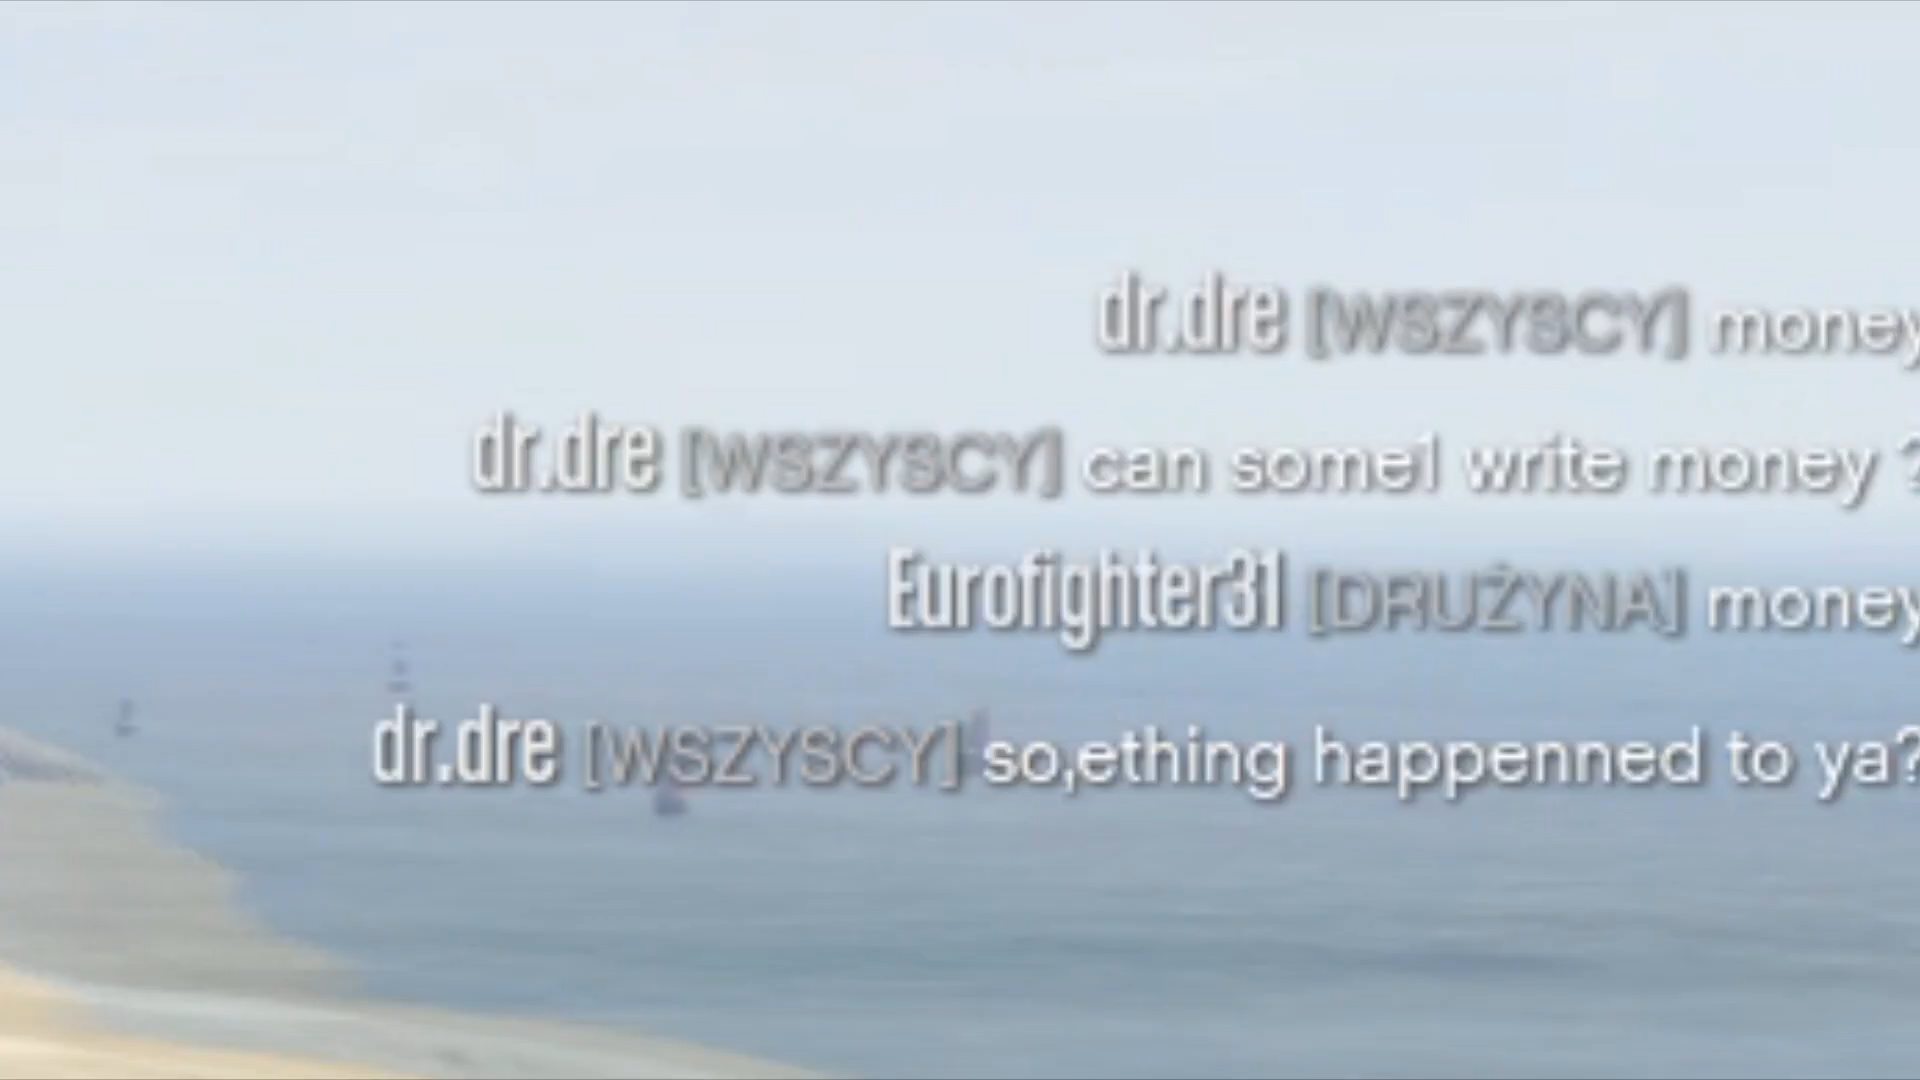 dr.dre [WSZYSCY] money
dr.dre [WSZYSCY] can some1 write money ?
Eurofighter31 [DRUŻYNA] money
dr.dre [WSZYSCY] so,ething happenned to ya?